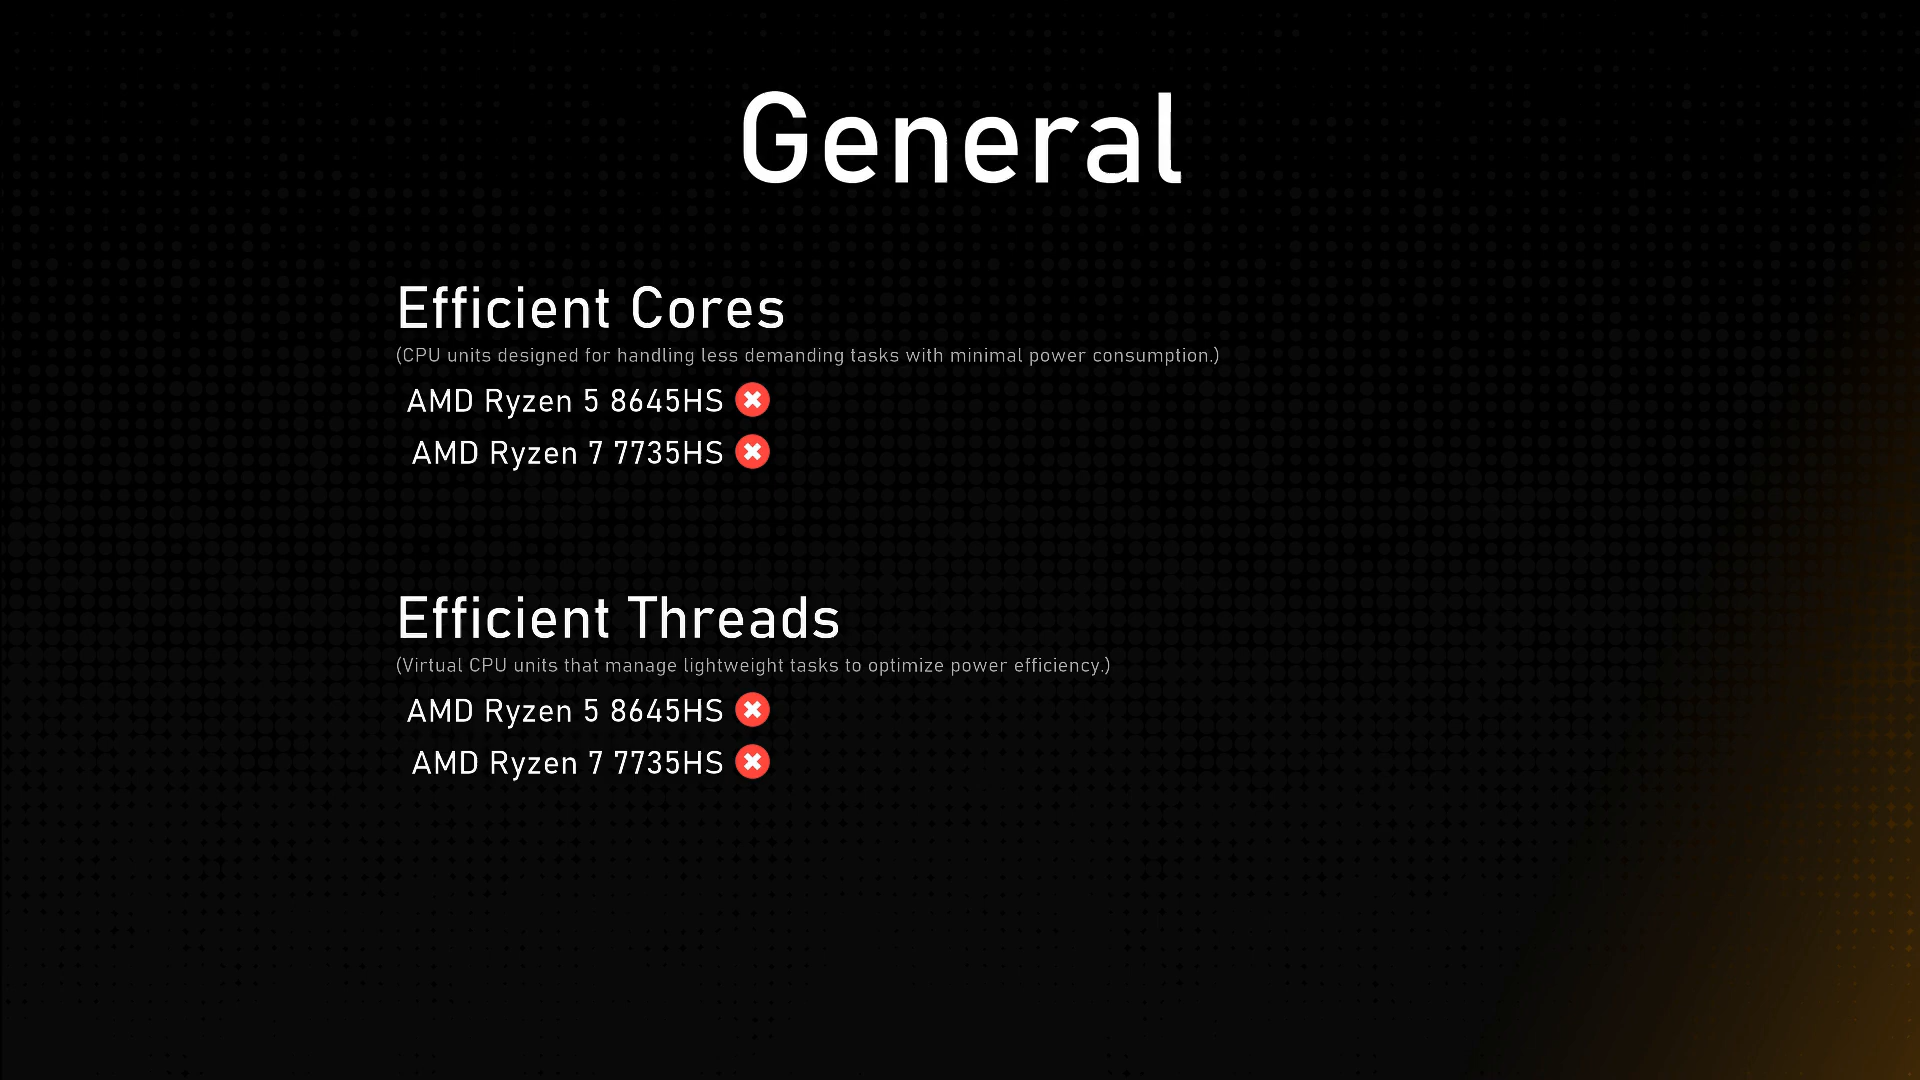 General
Efficient Cores
(CPU units designed for handling less demanding tasks with minimal power consumption.)
AMD Ryzen 5 8645HS
AMD Ryzen 7 7735HS
Efficient Threads
(Virtual CPU units that manage lightweight tasks to optimize power efficiency.)
AMD Ryzen 5 8645HS
AMD Ryzen 7 7735HS